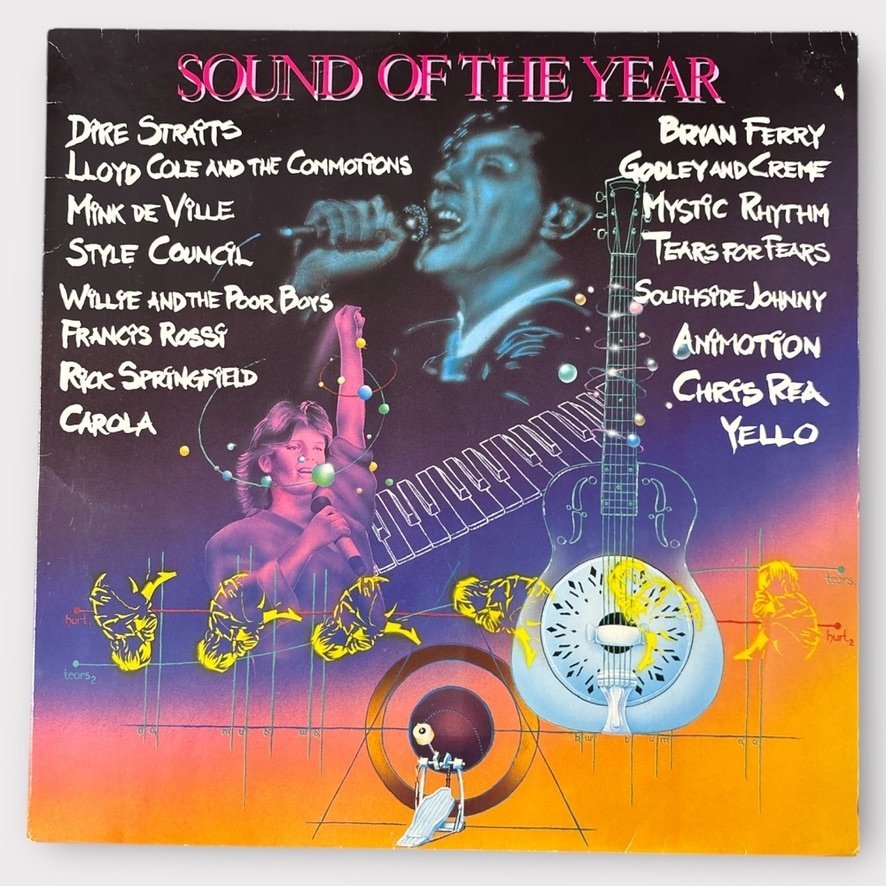 SOUND OF THE YEAR
DIRE STRAITS
LLOYD COLE AND THE COMMOTIONS
MINK DE VILLE
STYLE COUNCIL
WILLIE AND THE POOR BOYS
FRANCIS ROSSI
RICK SPRINGFIELD
CAROLA
BRYAN FERRY
GODLEY AND CREME
MYSTIC RHYTHM
TEARS FOR FEARS
SOUTHSIDE JOHNNY
ANIMOTION
CHRIS REA
YELLO
tears1
hurt1
hurt2
tears2